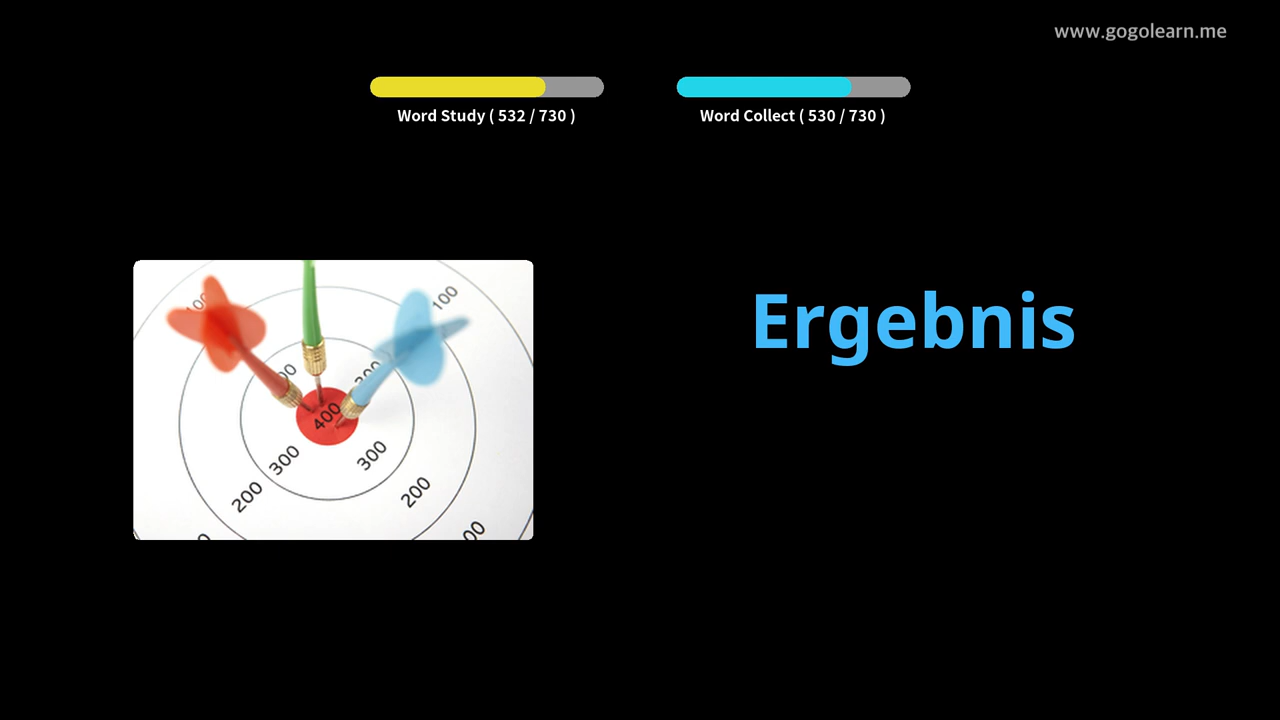 www.gogolearn.me
Word Study ( 532 / 730 )
Word Collect ( 530 / 730 )
Ergebnis
100
100
200
400
300
300
200
200